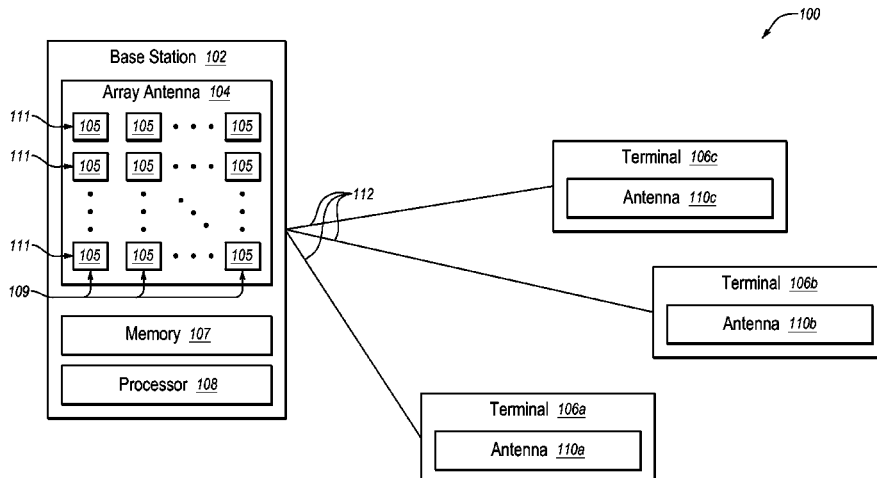 100
Base Station 102
Array Antenna 104
111 105 105 105
111 105 105 105
111 105 105 105
109
Memory 107
Processor 108
112
Terminal 106c
Antenna 110c
Terminal 106b
Antenna 110b
Terminal 106a
Antenna 110a